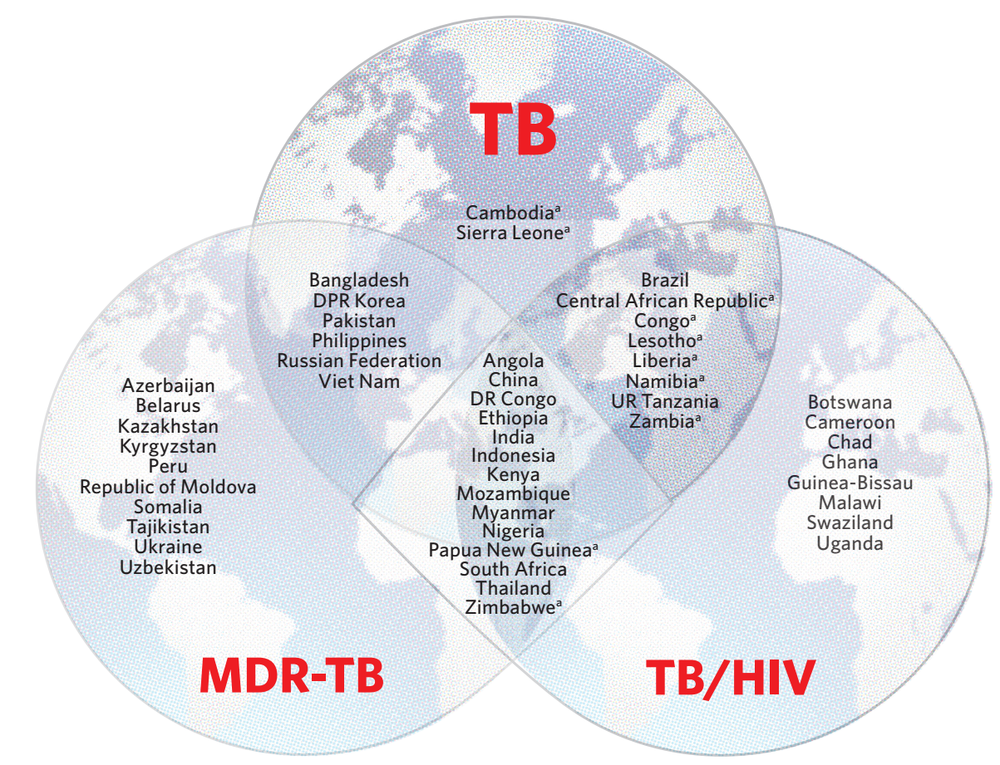 TB
Cambodiaᵃ
Sierra Leoneᵃ
Bangladesh
DPR Korea
Pakistan
Philippines
Russian Federation
Viet Nam
Brazil
Central African Republicᵃ
Congoᵃ
Lesothoᵃ
Liberiaᵃ
Namibiaᵃ
UR Tanzania
Zambiaᵃ
Angola
China
DR Congo
Ethiopia
India
Indonesia
Kenya
Mozambique
Myanmar
Nigeria
Papua New Guineaᵃ
South Africa
Thailand
Zimbabweᵃ
Azerbaijan
Belarus
Kazakhstan
Kyrgyzstan
Peru
Republic of Moldova
Somalia
Tajikistan
Ukraine
Uzbekistan
Botswana
Cameroon
Chad
Ghana
Guinea-Bissau
Malawi
Swaziland
Uganda
MDR-TB
TB/HIV